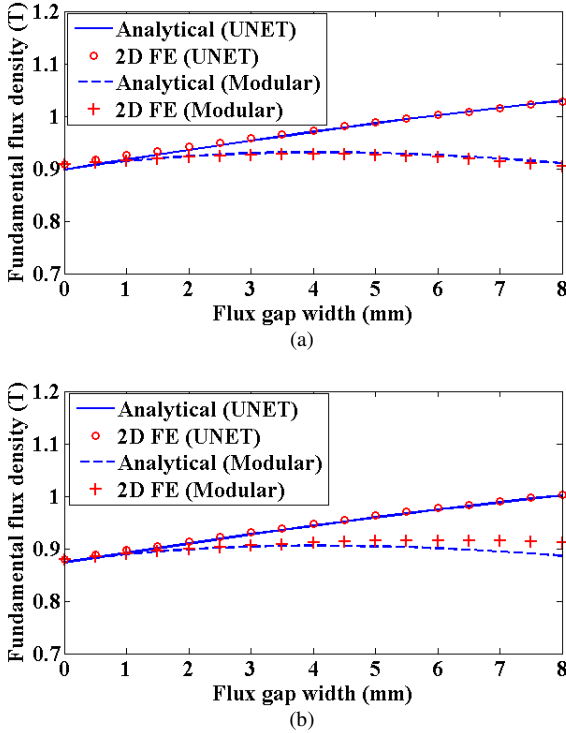 1.2
1.1
1
0.9
0.8
0.7
Fundamental flux density (T)
Analytical (UNET)
2D FE (UNET)
Analytical (Modular)
2D FE (Modular)
0 1 2 3 4 5 6 7 8
Flux gap width (mm)
(a)
1.2
1.1
1
0.9
0.8
0.7
Fundamental flux density (T)
Analytical (UNET)
2D FE (UNET)
Analytical (Modular)
2D FE (Modular)
0 1 2 3 4 5 6 7 8
Flux gap width (mm)
(b)